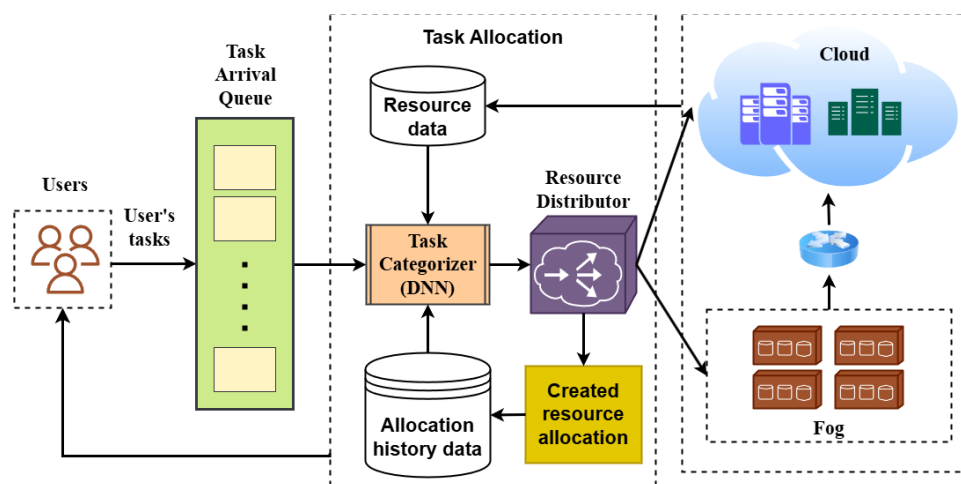 Task
Arrival
Queue
Task Allocation
Cloud
Resource
data
Users
User's
tasks
Resource
Distributor
Task
Categorizer
(DNN)
Allocation
history data
Created
resource
allocation
Fog